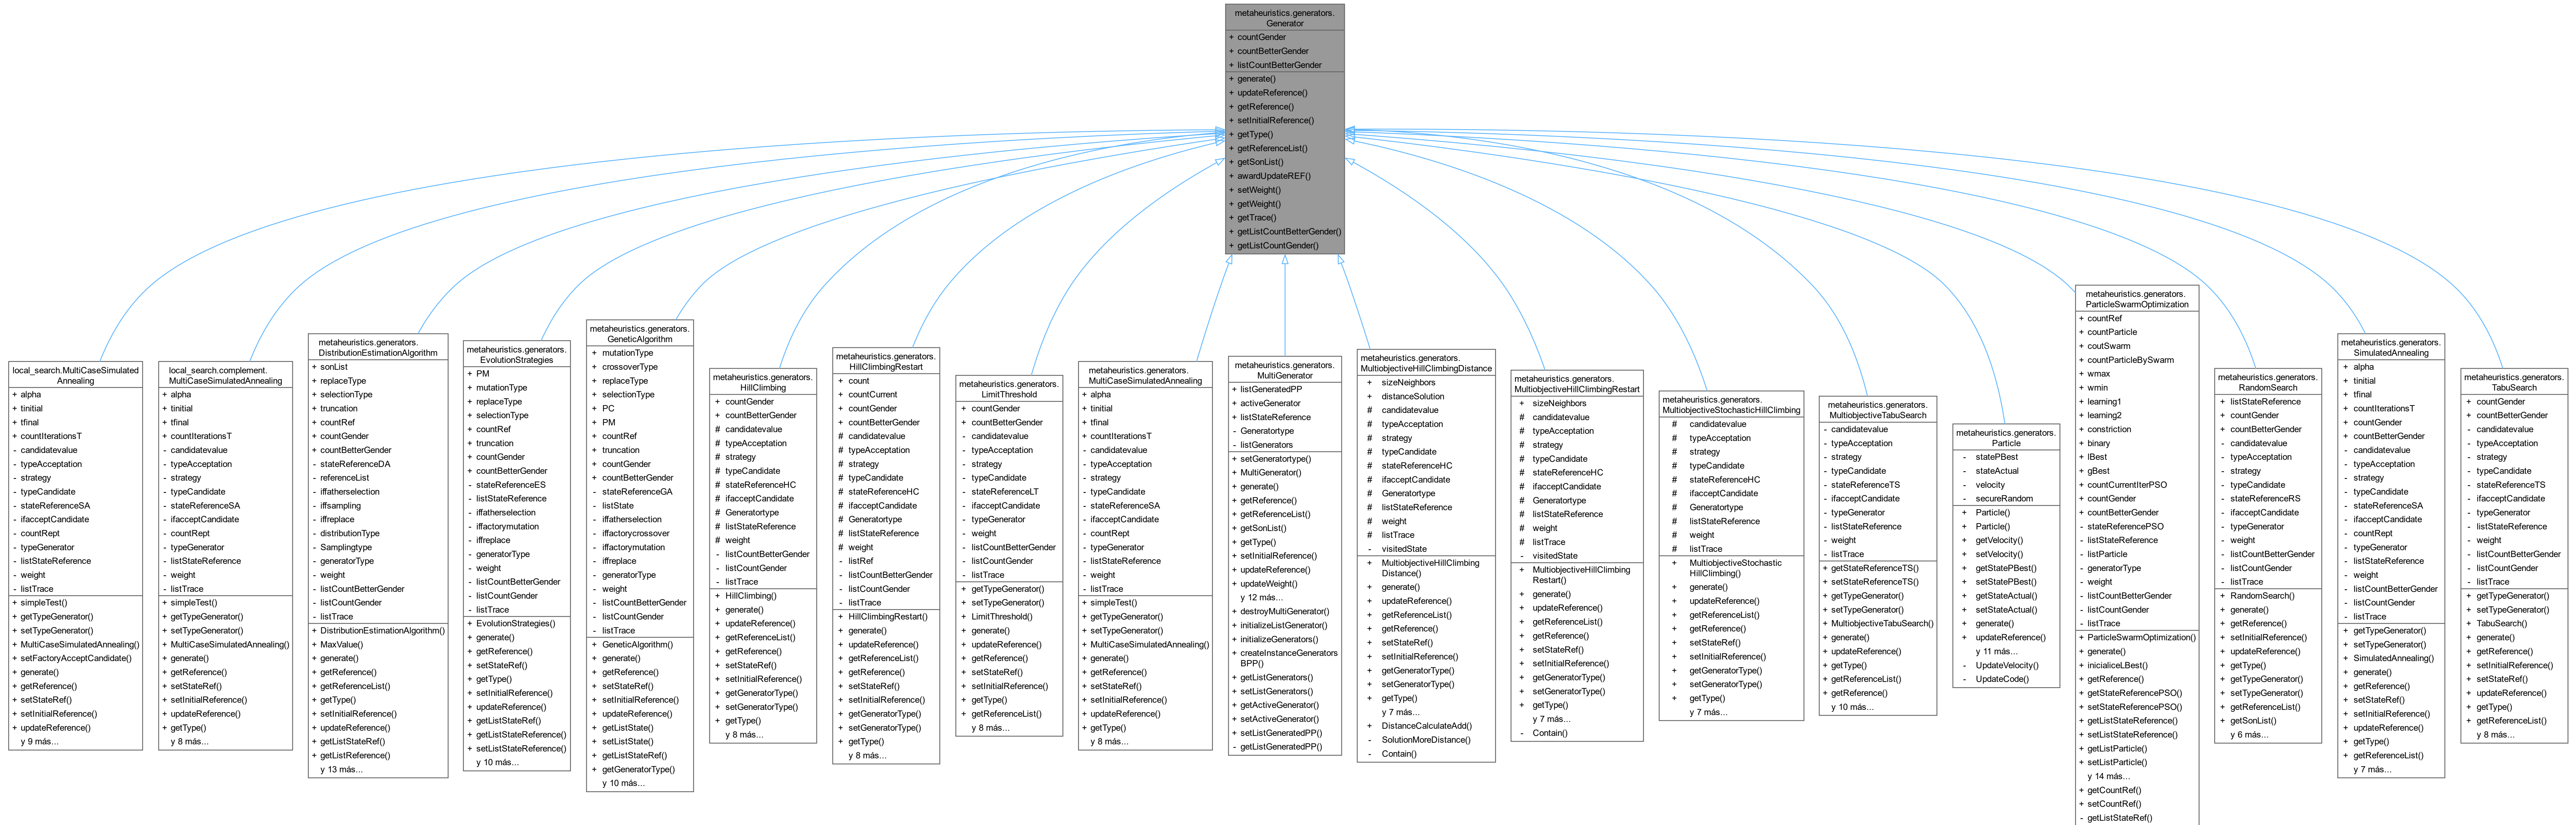 metaheuristics.generators.
Generator
+ countGender
+ countBetterGender
+ listCountBetterGender
+ generate()
+ updateReference()
+ getReference()
+ setInitialReference()
+ getType()
+ getReferenceList()
+ getSonList()
+ awardUpdateREF()
+ setWeight()
+ getWeight()
+ getTrace()
+ getListCountBetterGender()
+ getListCountGender()
local_search.MultiCaseSimulated
Annealing
+ alpha
+ tinitial
+ tfinal
+ countIterationsT
- candidatevalue
- typeAcceptation
- strategy
- typeCandidate
- stateReferenceSA
- ifacceptCandidate
- countRept
- typeGenerator
- listStateReference
- weight
- listTrace
+ simpleTest()
+ getTypeGenerator()
+ setTypeGenerator()
+ MultiCaseSimulatedAnnealing()
+ setFactoryAcceptCandidate()
+ generate()
+ getReference()
+ setStateRef()
+ setInitialReference()
+ updateReference()
y 9 más...
local_search.complement.
MultiCaseSimulatedAnnealing
+ alpha
+ tinitial
+ tfinal
+ countIterationsT
- candidatevalue
- typeAcceptation
- strategy
- typeCandidate
- stateReferenceSA
- ifacceptCandidate
- countRept
- typeGenerator
- listStateReference
- weight
- listTrace
+ simpleTest()
+ getTypeGenerator()
+ setTypeGenerator()
+ MultiCaseSimulatedAnnealing()
+ generate()
+ getReference()
+ setStateRef()
+ setInitialReference()
+ updateReference()
+ getType()
y 8 más...
metaheuristics.generators.
DistributionEstimationAlgorithm
+ sonList
+ replaceType
+ selectionType
+ truncation
+ countRef
+ countGender
+ countBetterGender
- stateReferenceDA
- referenceList
- iffatherselection
- iffsampling
- iffreplace
- distributionType
- Samplingtype
- generatorType
- weight
- listCountBetterGender
- listCountGender
- listTrace
+ DistributionEstimationAlgorithm()
+ MaxValue()
+ generate()
+ getReference()
+ getReferenceList()
+ getType()
+ setInitialReference()
+ updateReference()
+ getListStateRef()
+ getListReference()
y 13 más...
metaheuristics.generators.
EvolutionStrategies
+ PM
+ mutationType
+ replaceType
+ selectionType
+ countRef
+ truncation
+ countGender
+ countBetterGender
- stateReferenceES
- listStateReference
- iffatherselection
- iffactorymutation
- iffreplace
- generatorType
- weight
- listCountBetterGender
- listCountGender
- listTrace
+ EvolutionStrategies()
+ generate()
+ getReference()
+ setStateRef()
+ getType()
+ setInitialReference()
+ updateReference()
+ getListStateRef()
+ getListStateReference()
+ setListStateReference()
y 10 más...
metaheuristics.generators.
GeneticAlgorithm
+ mutationType
+ crossoverType
+ replaceType
+ selectionType
+ PC
+ PM
+ countRef
+ truncation
+ countGender
+ countBetterGender
- stateReferenceGA
- listState
- iffatherselection
- iffactorycrossover
- iffactorymutation
- iffreplace
- generatorType
- weight
- listCountBetterGender
- listCountGender
- listTrace
+ GeneticAlgorithm()
+ generate()
+ getReference()
+ setStateRef()
+ setInitialReference()
+ updateReference()
+ getListState()
+ setListState()
+ getListStateRef()
+ getGeneratorType()
y 10 más...
metaheuristics.generators.
HillClimbing
+ countGender
+ countBetterGender
# candidatevalue
# typeAcceptation
# strategy
# typeCandidate
# stateReferenceHC
# ifacceptCandidate
# Generatortype
# listStateReference
# weight
- listCountBetterGender
- listCountGender
- listTrace
+ HillClimbing()
+ generate()
+ updateReference()
+ getReferenceList()
+ getReference()
+ setStateRef()
+ setInitialReference()
+ getGeneratorType()
+ setGeneratorType()
+ getType()
y 8 más...
metaheuristics.generators.
HillClimbingRestart
+ count
+ countCurrent
+ countGender
+ countBetterGender
# candidatevalue
# typeAcceptation
# strategy
# typeCandidate
# stateReferenceHC
# ifacceptCandidate
# Generatortype
# listStateReference
# weight
- listRef
- listCountBetterGender
- listCountGender
- listTrace
+ HillClimbingRestart()
+ generate()
+ updateReference()
+ getReferenceList()
+ getReference()
+ setStateRef()
+ setInitialReference()
+ getGeneratorType()
+ setGeneratorType()
+ getType()
y 8 más...
metaheuristics.generators.
LimitThreshold
+ countGender
+ countBetterGender
- candidatevalue
- typeAcceptation
- strategy
- typeCandidate
- stateReferenceLT
- ifacceptCandidate
- typeGenerator
- weight
- listCountBetterGender
- listCountGender
- listTrace
+ getTypeGenerator()
+ setTypeGenerator()
+ LimitThreshold()
+ generate()
+ updateReference()
+ getReference()
+ setStateRef()
+ setInitialReference()
+ getType()
+ getReferenceList()
y 8 más...
metaheuristics.generators.
MultiCaseSimulatedAnnealing
+ alpha
+ tinitial
+ tfinal
+ countIterationsT
- candidatevalue
- typeAcceptation
- strategy
- typeCandidate
- stateReferenceSA
- ifacceptCandidate
- countRept
- typeGenerator
- listStateReference
- weight
- listTrace
+ simpleTest()
+ getTypeGenerator()
+ setTypeGenerator()
+ MultiCaseSimulatedAnnealing()
+ generate()
+ getReference()
+ setStateRef()
+ setInitialReference()
+ updateReference()
+ getType()
y 8 más...
metaheuristics.generators.
MultiGenerator
+ listGeneratedPP
+ activeGenerator
+ listStateReference
- Generatortype
- listGenerators
+ setGeneratortype()
+ MultiGenerator()
+ generate()
+ getReference()
+ getReferenceList()
+ getSonList()
+ getType()
+ setInitialReference()
+ updateReference()
+ updateWeight()
y 12 más...
+ destroyMultiGenerator()
+ initializeListGenerator()
+ initializeGenerators()
+ createInstanceGenerators
BPP()
+ getListGenerators()
+ setListGenerators()
+ getActiveGenerator()
+ setActiveGenerator()
+ setListGeneratedPP()
- getListGeneratedPP()
metaheuristics.generators.
MultiobjectiveHillClimbingDistance
+ sizeNeighbors
+ distanceSolution
# candidatevalue
# typeAcceptation
# strategy
# typeCandidate
# stateReferenceHC
# ifacceptCandidate
# Generatortype
# listStateReference
# weight
# listTrace
- visitedState
+ MultiobjectiveHillClimbing
Distance()
+ generate()
+ updateReference()
+ getReferenceList()
+ getReference()
+ setStateRef()
+ setInitialReference()
+ getGeneratorType()
+ setGeneratorType()
+ getType()
y 7 más...
+ DistanceCalculateAdd()
- SolutionMoreDistance()
- Contain()
metaheuristics.generators.
MultiobjectiveHillClimbingRestart
+ sizeNeighbors
# candidatevalue
# typeAcceptation
# strategy
# typeCandidate
# stateReferenceHC
# ifacceptCandidate
# Generatortype
# listStateReference
# weight
# listTrace
- visitedState
+ MultiobjectiveHillClimbing
Restart()
+ generate()
+ updateReference()
+ getReferenceList()
+ getReference()
+ setStateRef()
+ setInitialReference()
+ getGeneratorType()
+ setGeneratorType()
+ getType()
y 7 más...
- Contain()
metaheuristics.generators.
MultiobjectiveStochasticHillClimbing
# candidatevalue
# typeAcceptation
# strategy
# typeCandidate
# stateReferenceHC
# ifacceptCandidate
# Generatortype
# listStateReference
# weight
# listTrace
+ MultiobjectiveStochastic
HillClimbing()
+ generate()
+ updateReference()
+ getReferenceList()
+ getReference()
+ setStateRef()
+ setInitialReference()
+ getGeneratorType()
+ setGeneratorType()
+ getType()
y 7 más...
metaheuristics.generators.
MultiobjectiveTabuSearch
- candidatevalue
- typeAcceptation
- strategy
- typeCandidate
- stateReferenceTS
- ifacceptCandidate
- typeGenerator
- listStateReference
- weight
- listTrace
+ getStateReferenceTS()
+ setStateReferenceTS()
+ getTypeGenerator()
+ setTypeGenerator()
+ MultiobjectiveTabuSearch()
+ generate()
+ updateReference()
+ getType()
+ getReferenceList()
+ getReference()
y 10 más...
metaheuristics.generators.
Particle
- statePBest
- stateActual
- velocity
- secureRandom
+ Particle()
+ Particle()
+ getVelocity()
+ setVelocity()
+ getStatePBest()
+ setStatePBest()
+ getStateActual()
+ setStateActual()
+ generate()
+ updateReference()
y 11 más...
- UpdateVelocity()
- UpdateCode()
metaheuristics.generators.
ParticleSwarmOptimization
+ countRef
+ countParticle
+ coutSwarm
+ countParticleBySwarm
+ wmax
+ wmin
+ learning1
+ learning2
+ constriction
+ binary
+ lBest
+ gBest
+ countCurrentIterPSO
+ countGender
+ countBetterGender
- stateReferencePSO
- listStateReference
- listParticle
- generatorType
- weight
- listCountBetterGender
- listCountGender
- listTrace
+ ParticleSwarmOptimization()
+ generate()
+ inicialiceLBest()
+ getReference()
+ getStateReferencePSO()
+ setStateReferencePSO()
+ getListStateReference()
+ setListStateReference()
+ getListParticle()
+ setListParticle()
y 14 más...
+ getCountRef()
+ setCountRef()
- getListStateRef()
metaheuristics.generators.
RandomSearch
+ listStateReference
+ countGender
+ countBetterGender
- candidatevalue
- typeAcceptation
- strategy
- typeCandidate
- stateReferenceRS
- ifacceptCandidate
- typeGenerator
- weight
- listCountBetterGender
- listCountGender
- listTrace
+ RandomSearch()
+ generate()
+ getReference()
+ setInitialReference()
+ updateReference()
+ getType()
+ getTypeGenerator()
+ setTypeGenerator()
+ getReferenceList()
+ getSonList()
y 6 más...
metaheuristics.generators.
SimulatedAnnealing
+ alpha
+ tinitial
+ tfinal
+ countIterationsT
+ countGender
+ countBetterGender
- candidatevalue
- typeAcceptation
- strategy
- typeCandidate
- stateReferenceSA
- ifacceptCandidate
- countRept
- typeGenerator
- listStateReference
- weight
- listCountBetterGender
- listCountGender
- listTrace
+ getTypeGenerator()
+ setTypeGenerator()
+ SimulatedAnnealing()
+ generate()
+ getReference()
+ setStateRef()
+ setInitialReference()
+ updateReference()
+ getType()
+ getReferenceList()
y 7 más...
metaheuristics.generators.
TabuSearch
+ countGender
+ countBetterGender
- candidatevalue
- typeAcceptation
- strategy
- typeCandidate
- stateReferenceTS
- ifacceptCandidate
- typeGenerator
- listStateReference
- weight
- listCountBetterGender
- listCountGender
- listTrace
+ getTypeGenerator()
+ setTypeGenerator()
+ TabuSearch()
+ generate()
+ getReference()
+ setInitialReference()
+ setStateRef()
+ updateReference()
+ getType()
+ getReferenceList()
y 8 más...